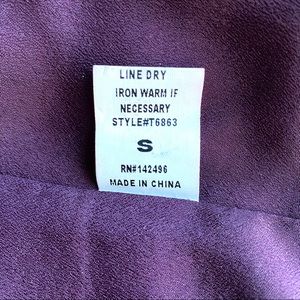 LINE DRY
IRON WARM IF
NECESSARY
STYLE#T6863
S
RN#142496
MADE IN CHINA